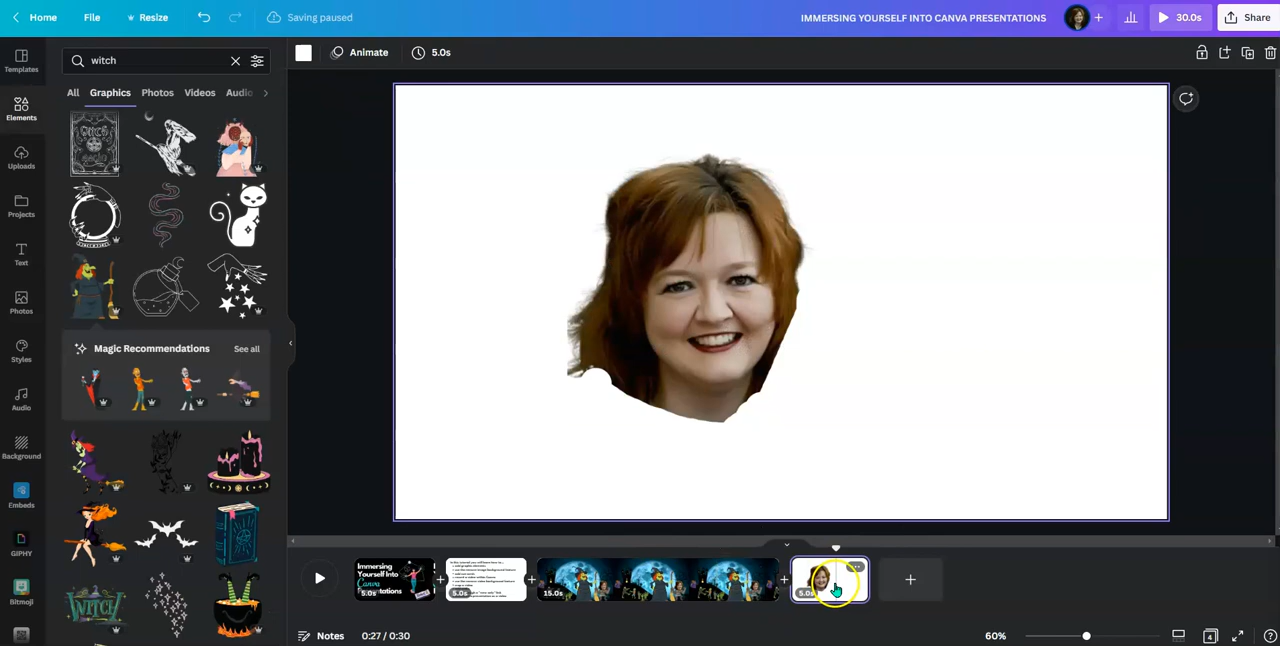 Home File Resize Saving paused IMMERSING YOURSELF INTO CANVA PRESENTATIONS 30.0s Share
Templates
Elements
Uploads
Projects
Text
Photos
Styles
Audio
Background
Embeds
GIPHY
Bitmoji
witch
All Graphics Photos Videos Audio
Magic Recommendations See all
WITCH
Animate 5.0s
Immersing
Yourself Into
Canva
Presentations
5.0s
5.0s
15.0s
5.0s
Notes 0:27 / 0:30 60% 4